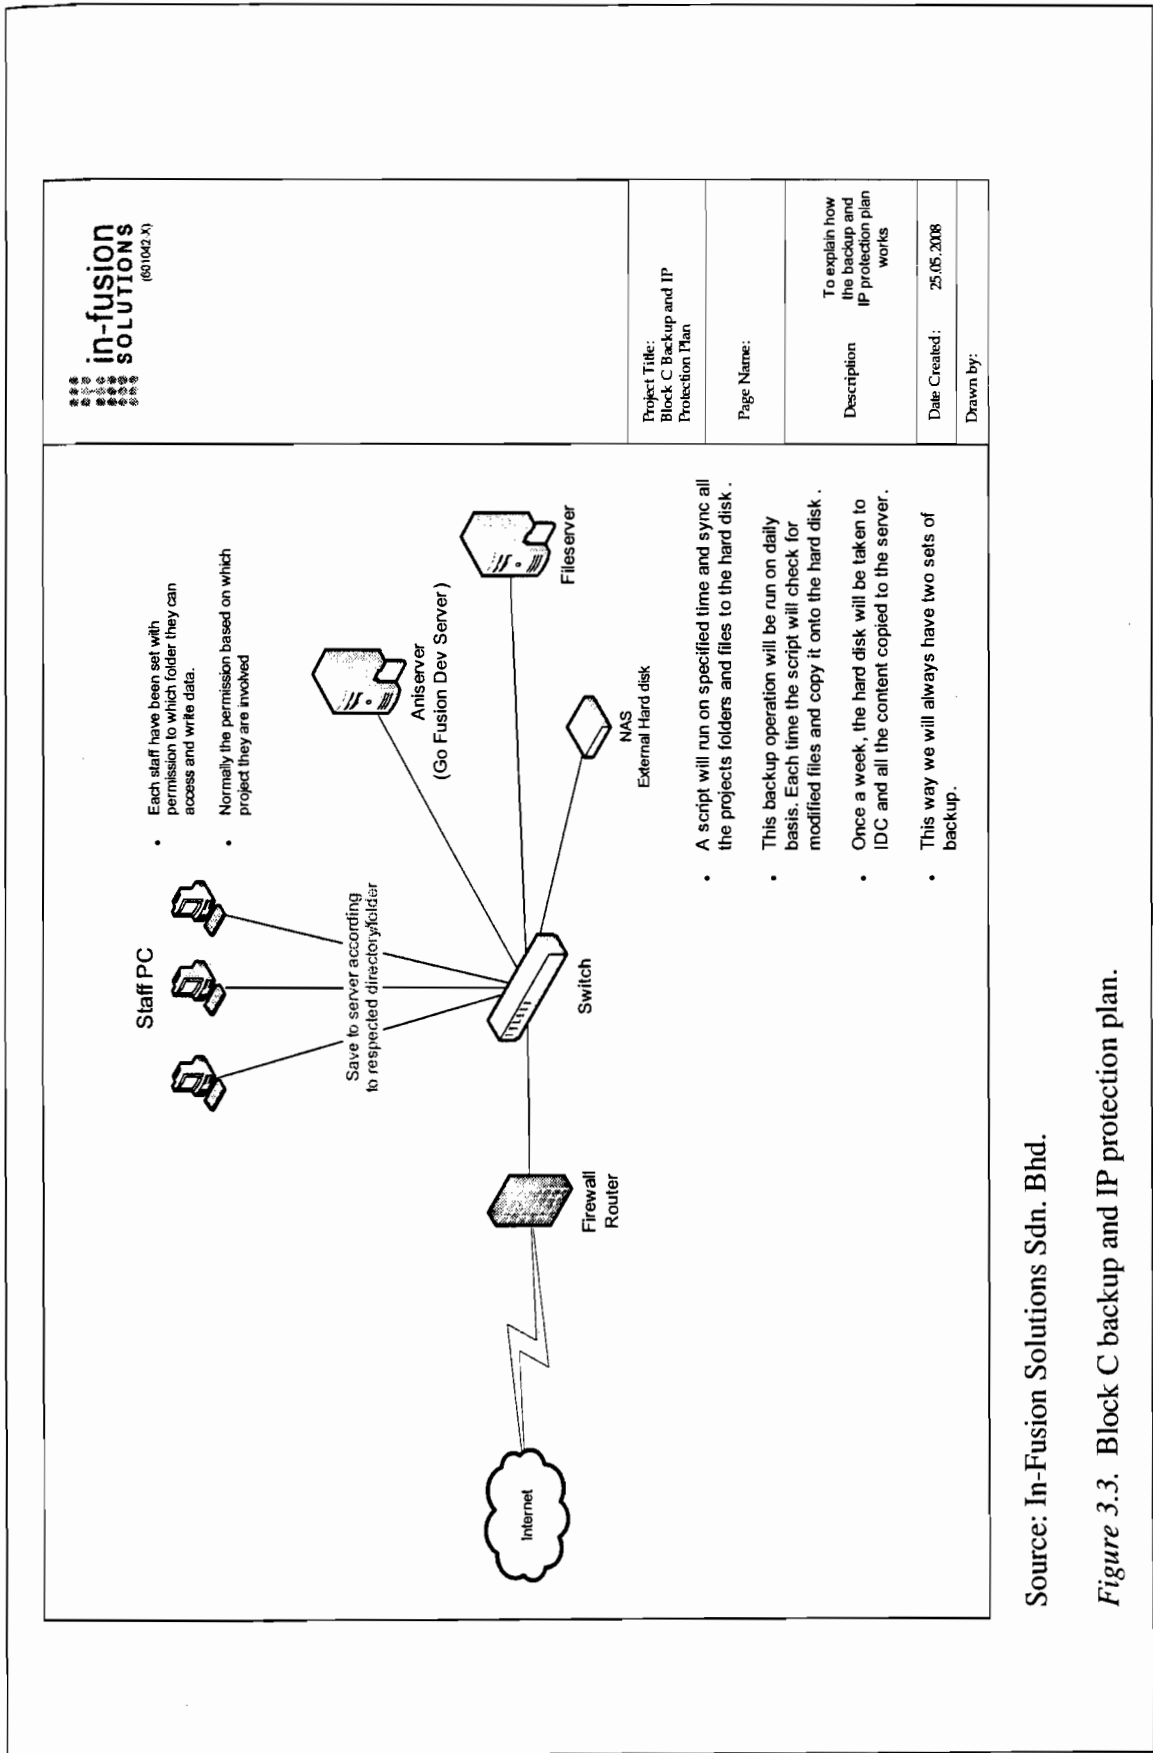 in-fusion
SOLUTIONS
(601042-X)
Staff PC
• Each staff have been set with
permission to which folder they can
access and write data.
• Normally the permission based on which
project they are involved
Save to server according
to respected directory/folder
Aniserver
(Go Fusion Dev Server)
Fileserver
NAS
External Hard disk
Switch
Firewall
Router
Internet
• A script will run on specified time and sync all
the projects folders and files to the hard disk .
• This backup operation will be run on daily
basis. Each time the script will check for
modified files and copy it onto the hard disk .
• Once a week, the hard disk will be taken to
IDC and all the content copied to the server.
• This way we will always have two sets of
backup.
Project Title:
Block C Backup and IP
Protection Plan
Page Name:
Description To explain how
the backup and
IP protection plan
works
Date Created: 25.05.2008
Drawn by:
Source: In-Fusion Solutions Sdn. Bhd.
Figure 3.3. Block C backup and IP protection plan.